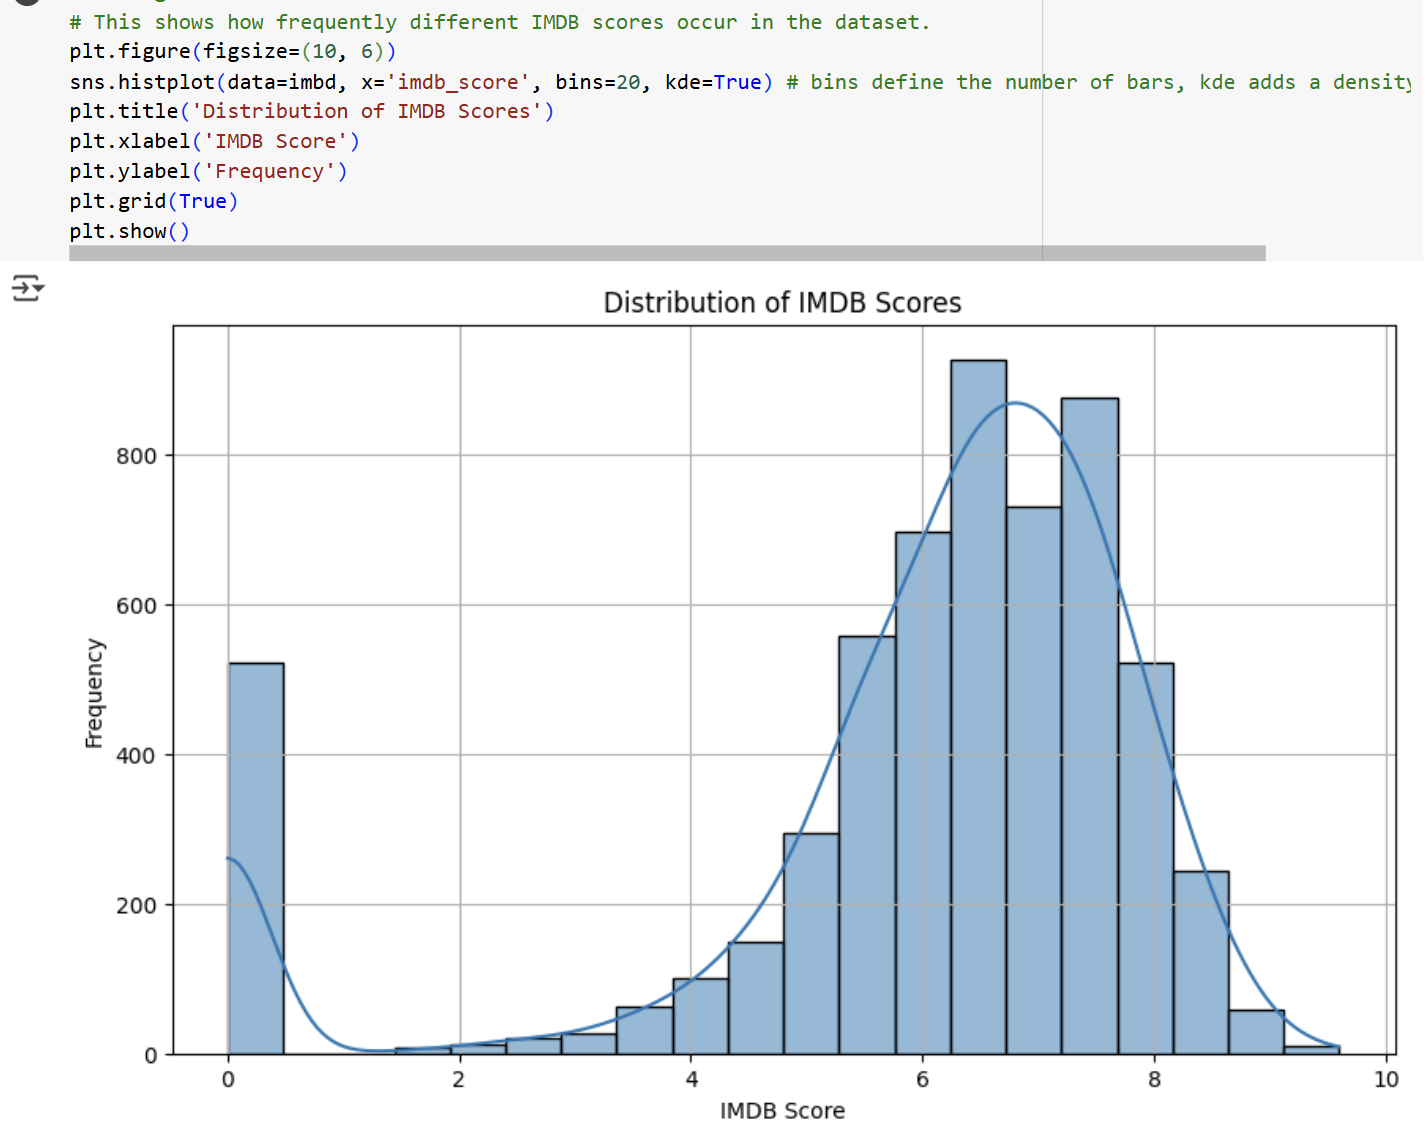 # This shows how frequently different IMDB scores occur in the dataset.
plt.figure(figsize=(10, 6))
sns.histplot(data=imbd, x='imdb_score', bins=20, kde=True) # bins define the number of bars, kde adds a density
plt.title('Distribution of IMDB Scores')
plt.xlabel('IMDB Score')
plt.ylabel('Frequency')
plt.grid(True)
plt.show()
Distribution of IMDB Scores
800
600
400
200
0
Frequency
0 2 4 6 8 10
IMDB Score